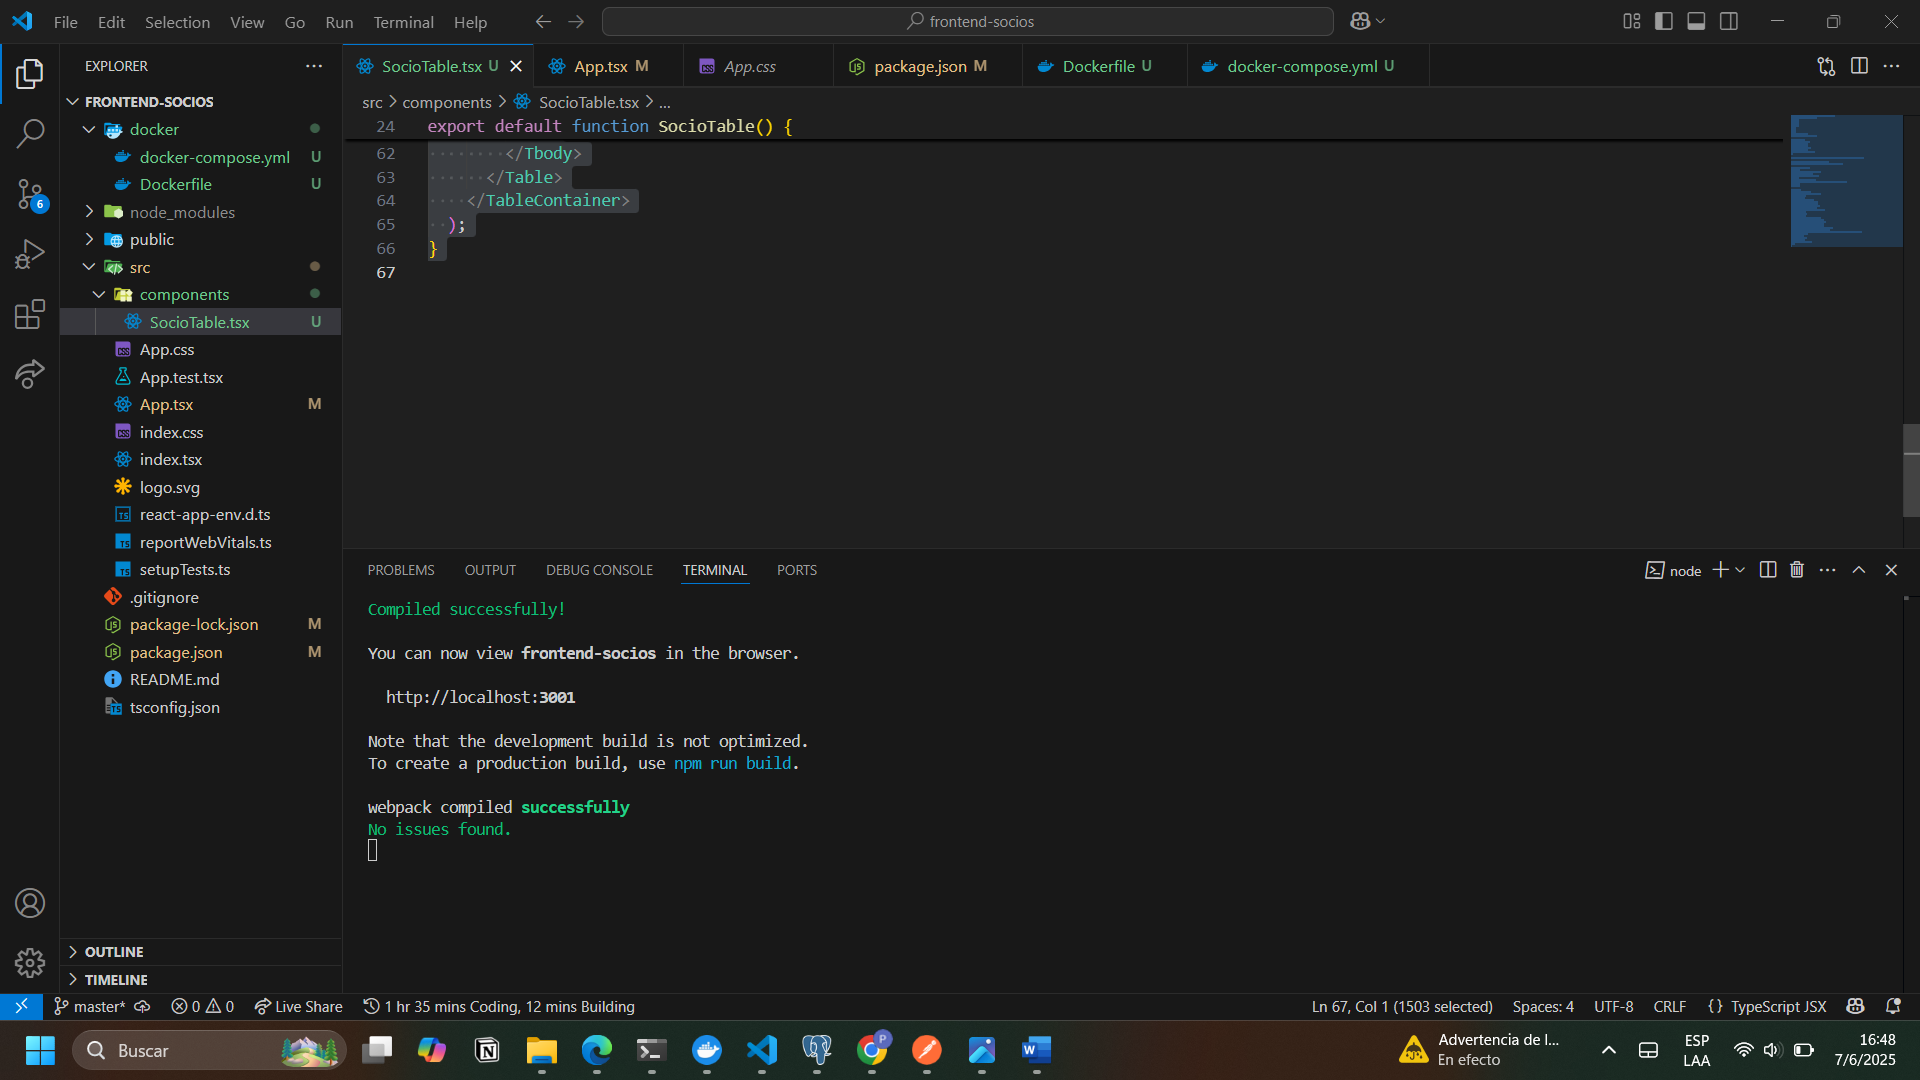 File Edit Selection View Go Run Terminal Help
frontend-socios
EXPLORER
SocioTable.tsx U
App.tsx M
App.css
package.json M
Dockerfile U
docker-compose.yml U
FRONTEND-SOCIOS
docker
docker-compose.yml U
Dockerfile U
node_modules
public
src
components
SocioTable.tsx U
App.css
App.test.tsx
App.tsx M
index.css
index.tsx
logo.svg
react-app-env.d.ts
reportWebVitals.ts
setupTests.ts
.gitignore
package-lock.json M
package.json M
README.md
tsconfig.json
OUTLINE
TIMELINE
6
src > components > SocioTable.tsx > ...
24 export default function SocioTable() {
62 </Tbody>
63 </Table>
64 </TableContainer>
65 );
66 }
67
PROBLEMS OUTPUT DEBUG CONSOLE TERMINAL PORTS
node
Compiled successfully!
You can now view frontend-socios in the browser.
http://localhost:3001
Note that the development build is not optimized.
To create a production build, use npm run build.
webpack compiled successfully
No issues found.
master* 0 0 Live Share 1 hr 35 mins Coding, 12 mins Building
Ln 67, Col 1 (1503 selected) Spaces: 4 UTF-8 CRLF {} TypeScript JSX
Buscar
P
Advertencia de l...
En efecto
ESP
LAA
16:48
7/6/2025